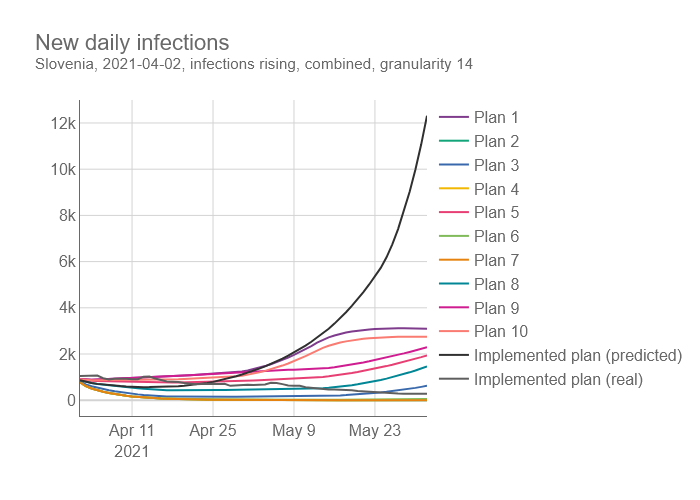 New daily infections
Slovenia, 2021-04-02, infections rising, combined, granularity 14
12k
10k
8k
6k
4k
2k
0
Apr 11
2021
Apr 25
May 9
May 23
Plan 1
Plan 2
Plan 3
Plan 4
Plan 5
Plan 6
Plan 7
Plan 8
Plan 9
Plan 10
Implemented plan (predicted)
Implemented plan (real)